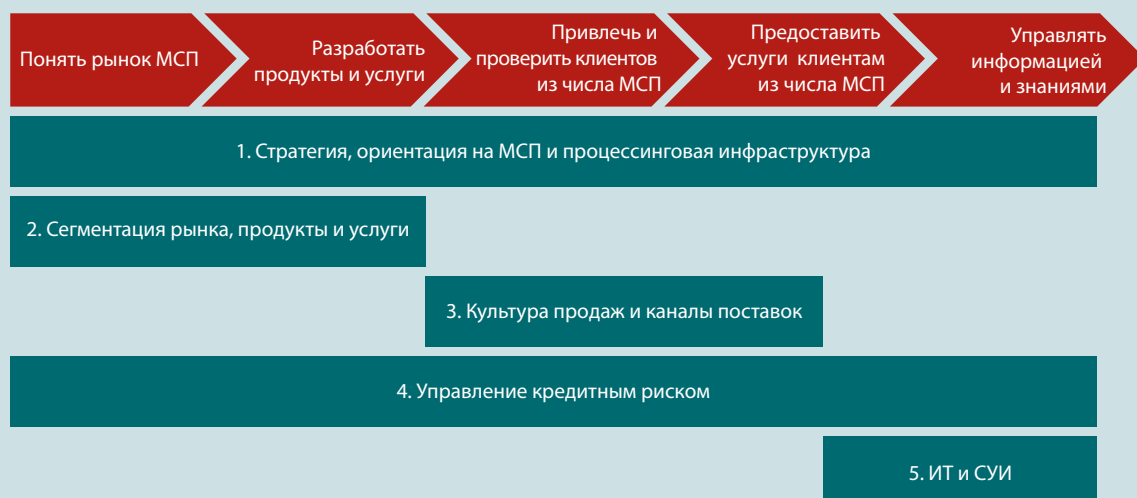 Понять рынок МСП
Разработать
продукты и услуги
Привлечь и
проверить клиентов
из числа МСП
Предоставить
услуги клиентам
из числа МСП
Управлять
информацией
и знаниями
1. Стратегия, ориентация на МСП и процессинговая инфраструктура
2. Сегментация рынка, продукты и услуги
3. Культура продаж и каналы поставок
4. Управление кредитным риском
5. ИТ и СУИ